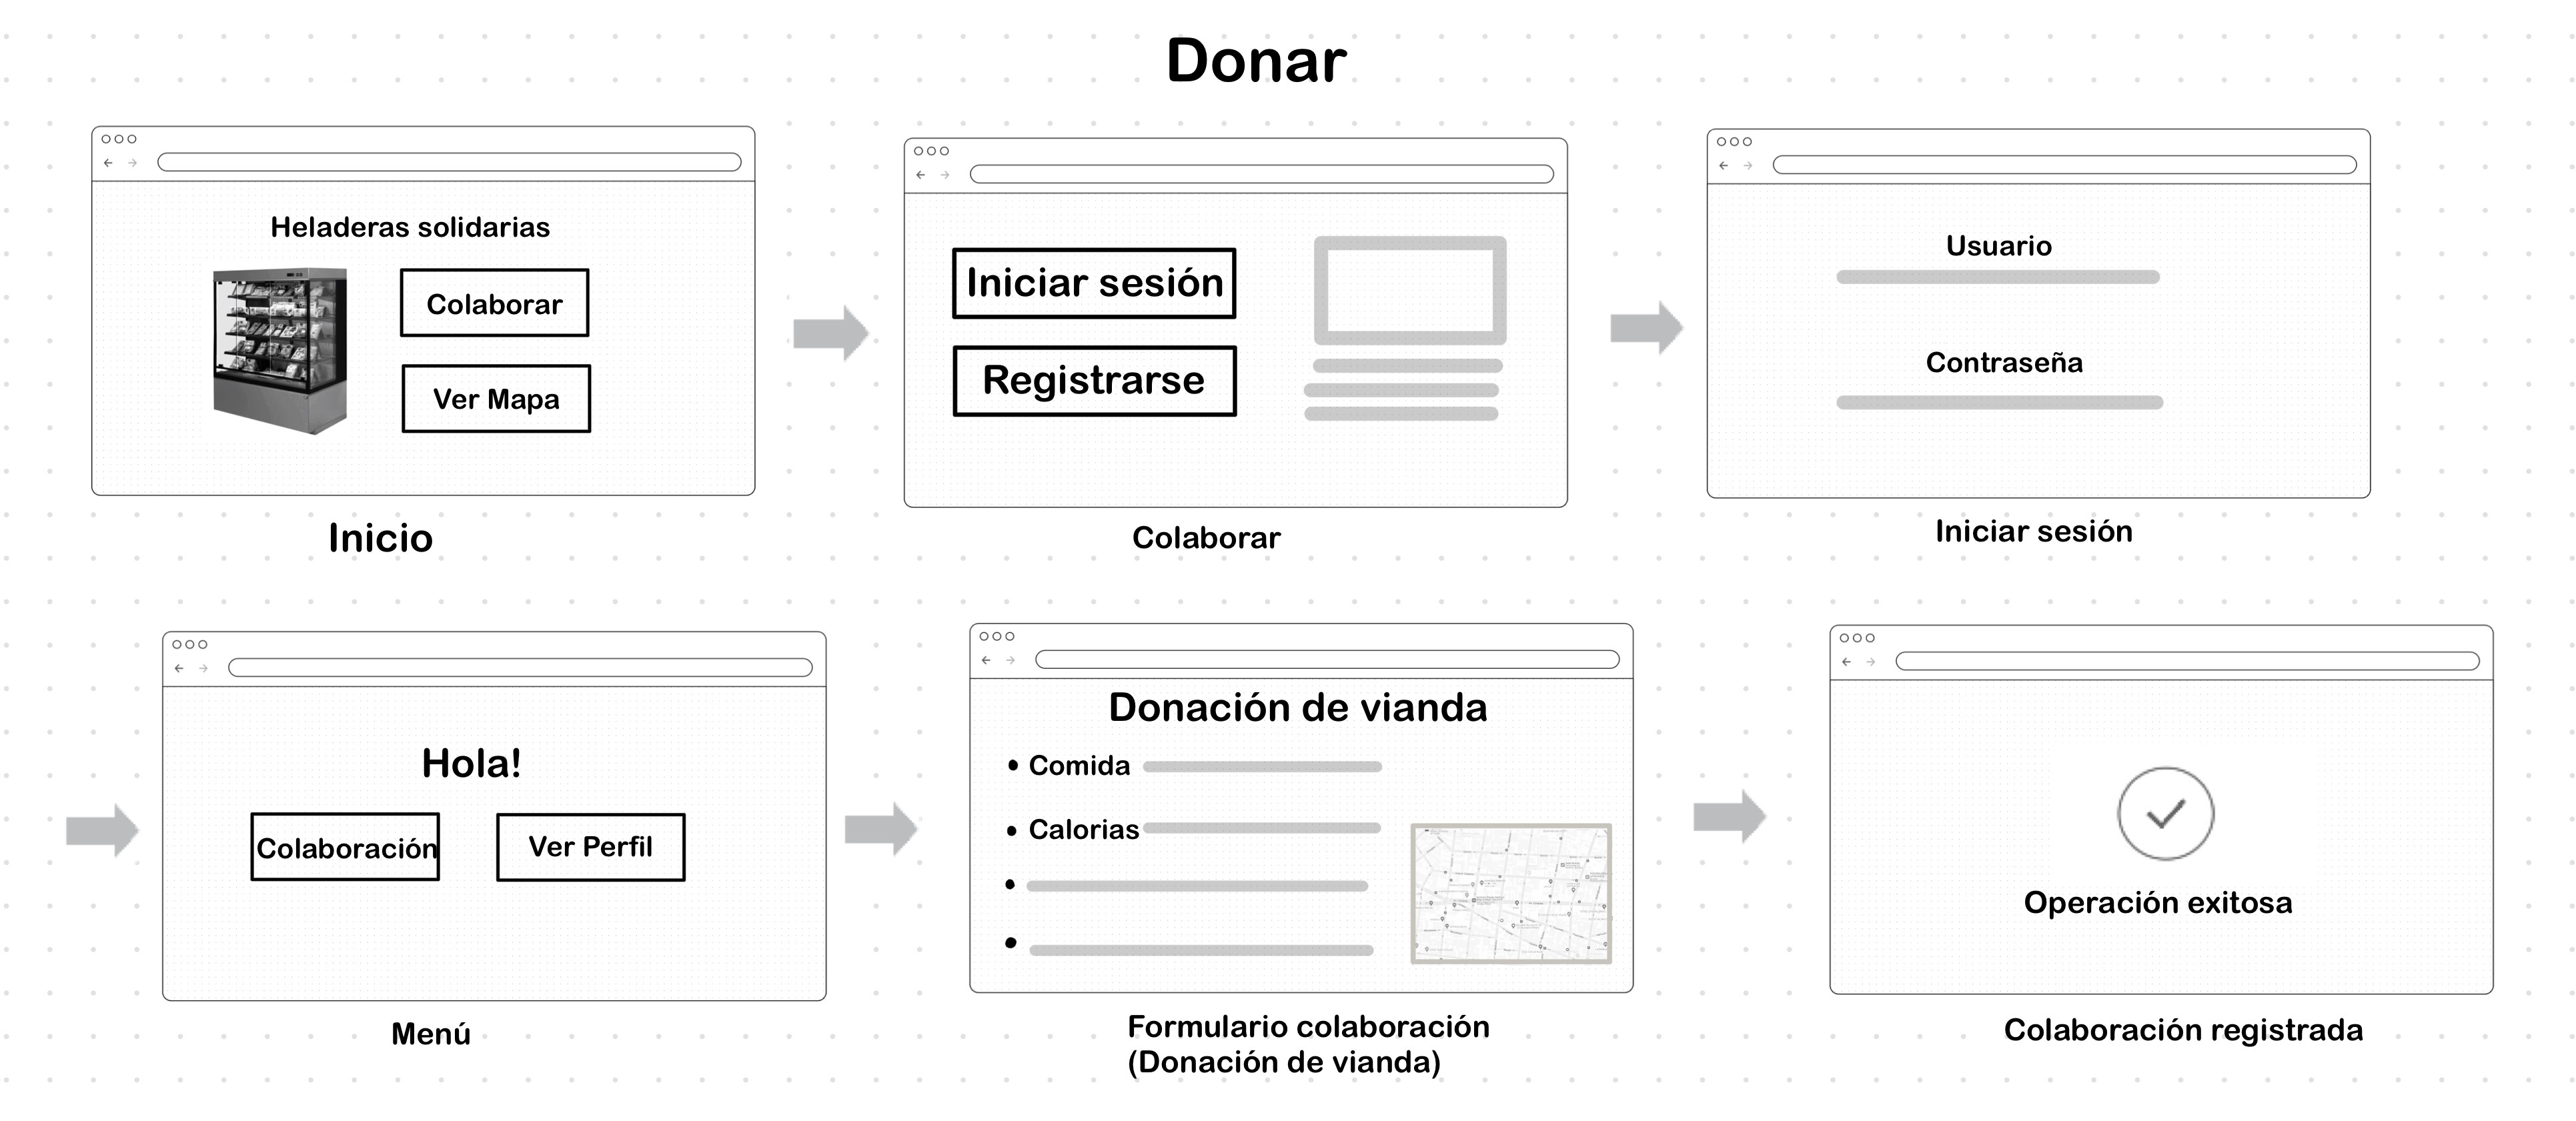 Donar
Heladeras solidarias
Colaborar
Ver Mapa
Inicio
Iniciar sesión
Registrarse
Colaborar
Usuario
Contraseña
Iniciar sesión
Hola!
Colaboración
Ver Perfil
Menú
Donación de vianda
• Comida
• Calorias
•
•
Formulario colaboración
(Donación de vianda)
Operación exitosa
Colaboración registrada